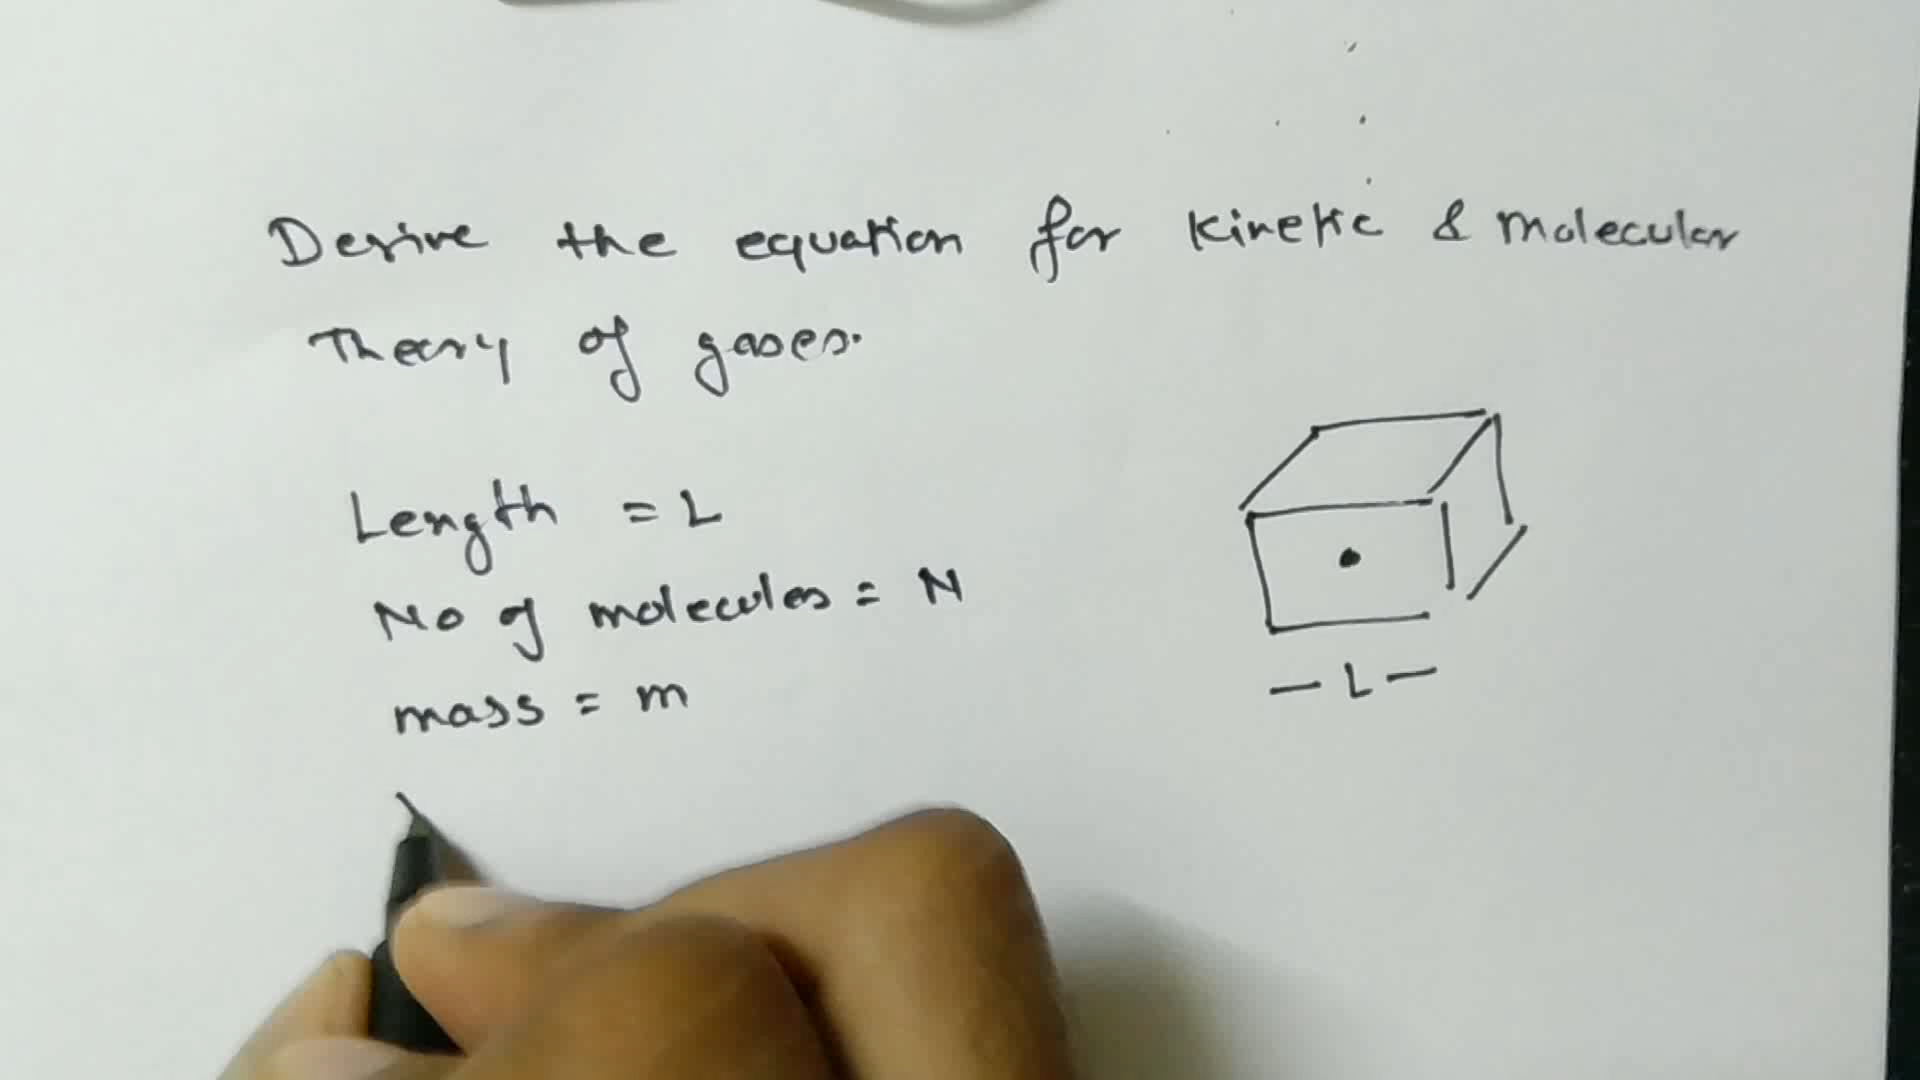 Derive the equation for kinetic & molecular
Theory of gases.
Length = L
No of molecules = N
mass = m
- L -